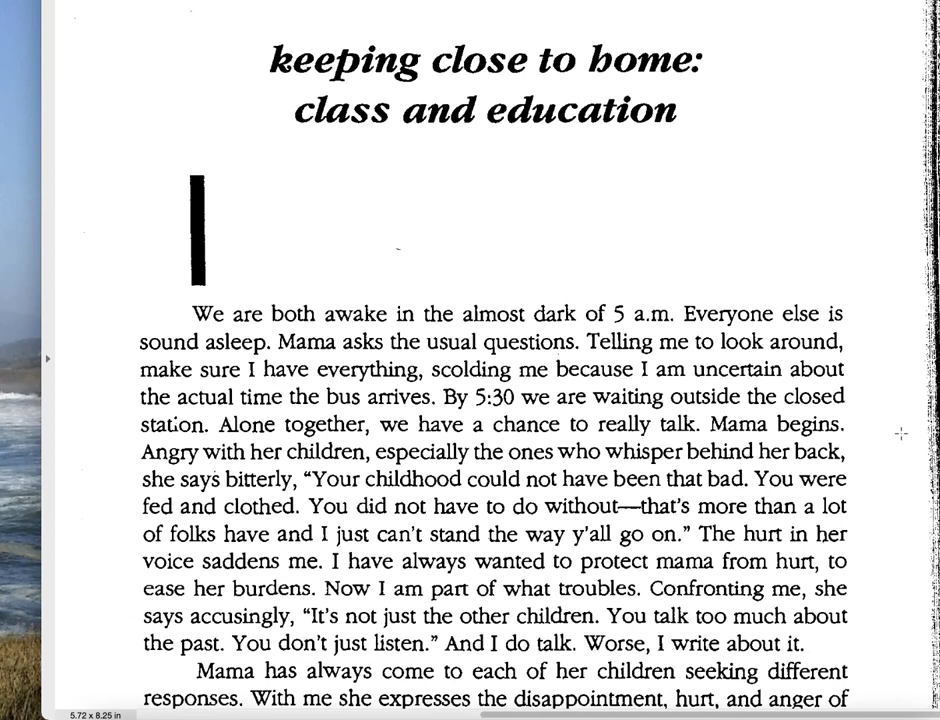 keeping close to home:
class and education
We are both awake in the almost dark of 5 a.m. Everyone else is
sound asleep. Mama asks the usual questions. Telling me to look around,
make sure I have everything, scolding me because I am uncertain about
the actual time the bus arrives. By 5:30 we are waiting outside the closed
station. Alone together, we have a chance to really talk. Mama begins.
Angry with her children, especially the ones who whisper behind her back,
she says bitterly, “Your childhood could not have been that bad. You were
fed and clothed. You did not have to do without—that’s more than a lot
of folks have and I just can’t stand the way y’all go on.” The hurt in her
voice saddens me. I have always wanted to protect mama from hurt, to
ease her burdens. Now I am part of what troubles. Confronting me, she
says accusingly, “It’s not just the other children. You talk too much about
the past. You don’t just listen.” And I do talk. Worse, I write about it.
Mama has always come to each of her children seeking different
responses. With me she expresses the disappointment, hurt, and anger of
5.72 x 8.25 in